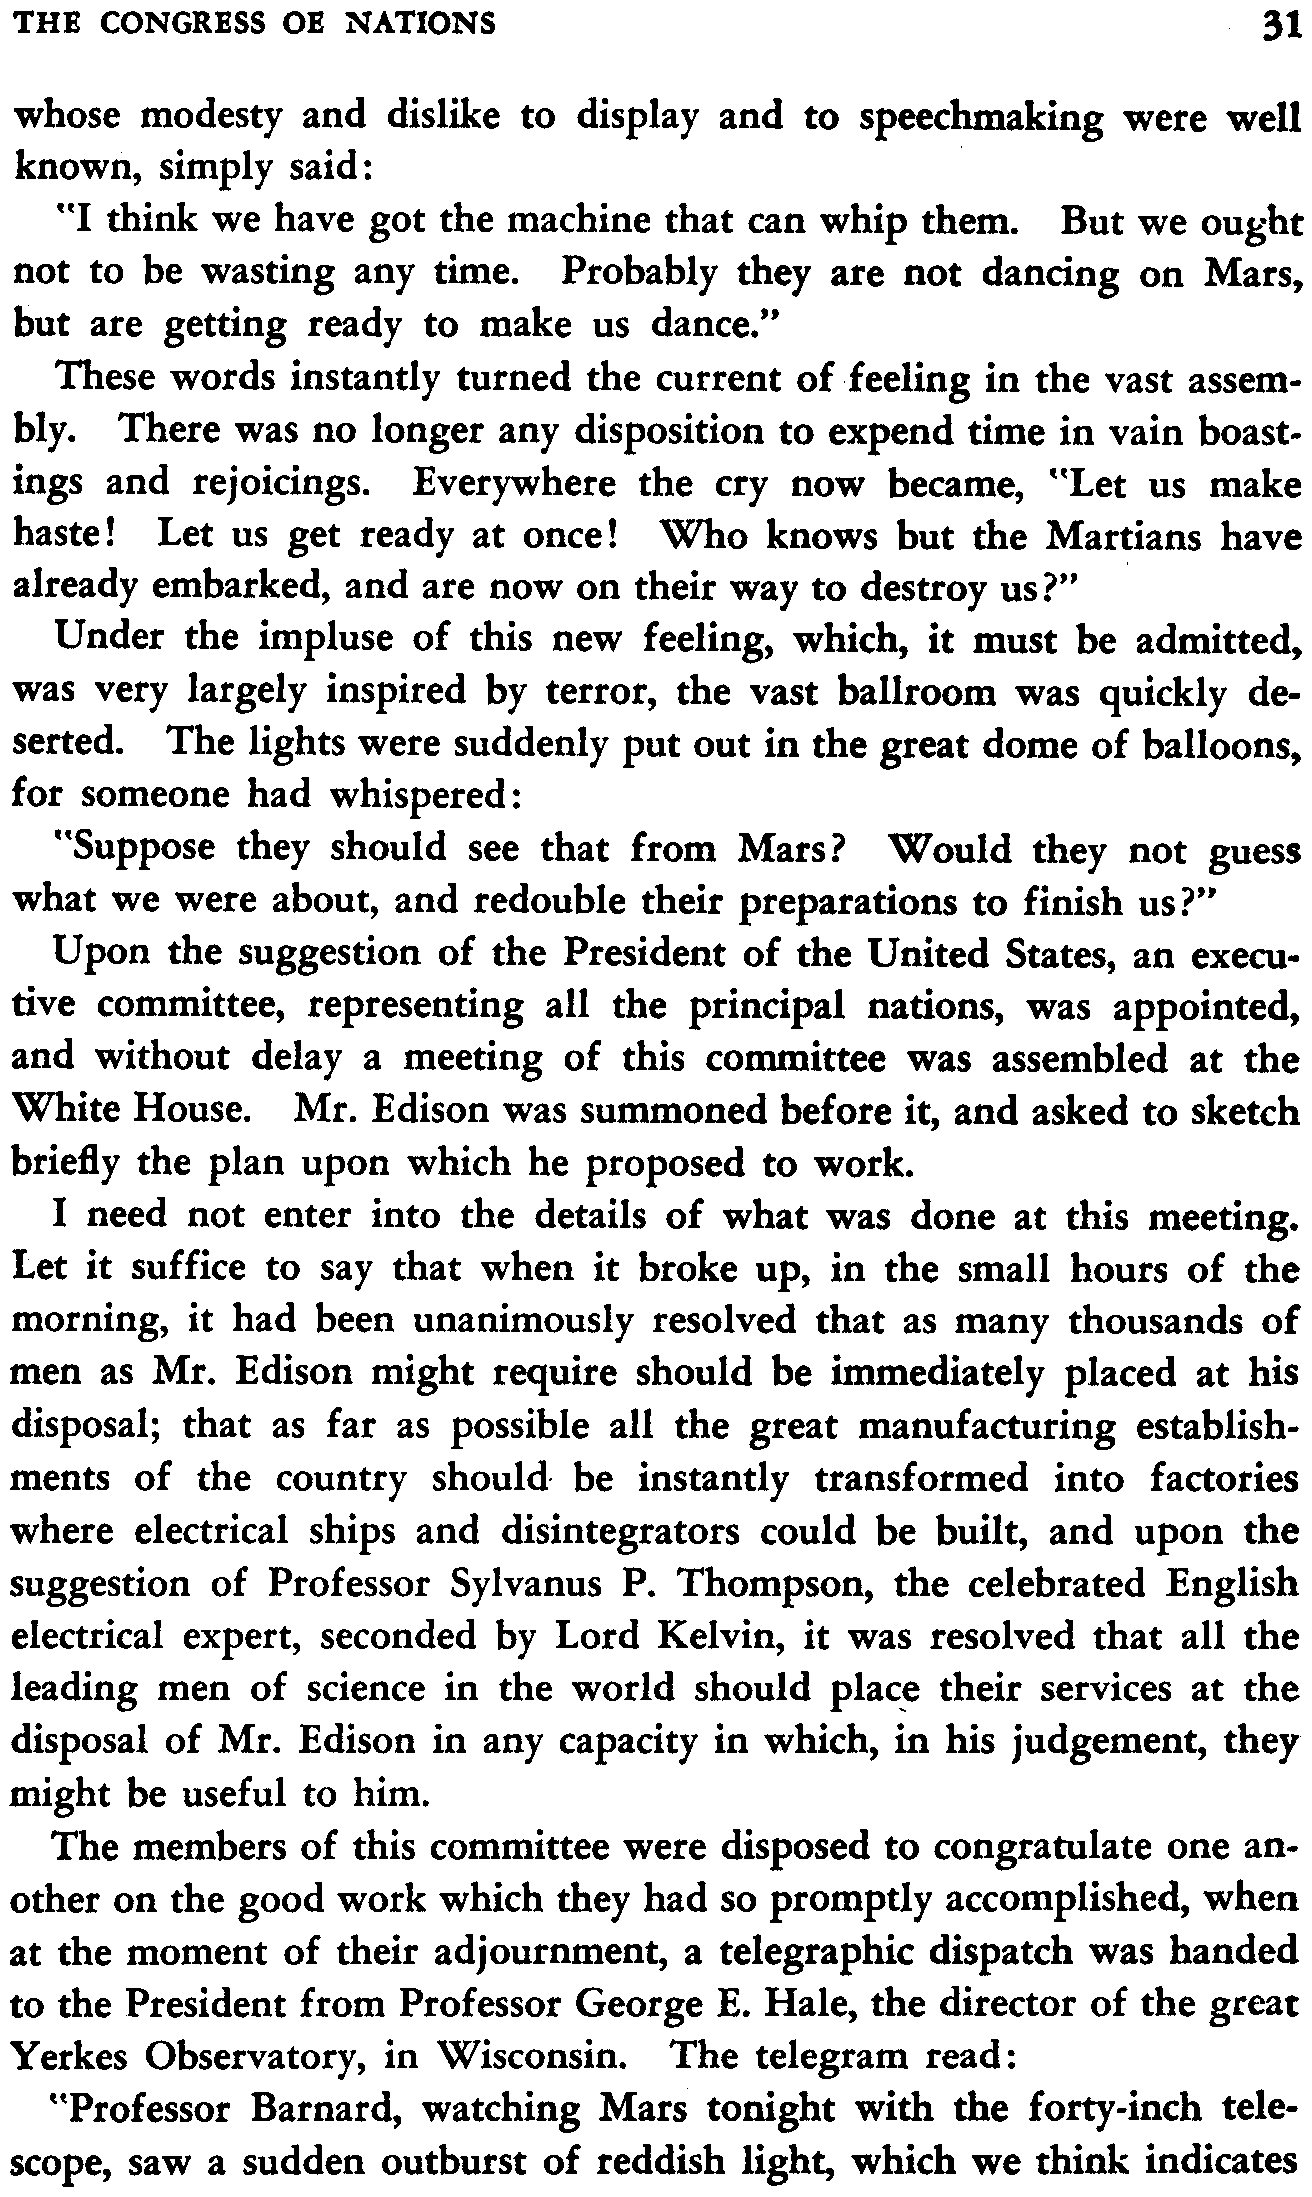 THE CONGRESS OE NATIONS 31
whose modesty and dislike to display and to speechmaking were well
known, simply said:
"I think we have got the machine that can whip them. But we ought
not to be wasting any time. Probably they are not dancing on Mars,
but are getting ready to make us dance."
These words instantly turned the current of feeling in the vast assem-
bly. There was no longer any disposition to expend time in vain boast-
ings and rejoicings. Everywhere the cry now became, "Let us make
haste! Let us get ready at once! Who knows but the Martians have
already embarked, and are now on their way to destroy us?"
Under the impluse of this new feeling, which, it must be admitted,
was very largely inspired by terror, the vast ballroom was quickly de-
serted. The lights were suddenly put out in the great dome of balloons,
for someone had whispered:
"Suppose they should see that from Mars? Would they not guess
what we were about, and redouble their preparations to finish us?"
Upon the suggestion of the President of the United States, an execu-
tive committee, representing all the principal nations, was appointed,
and without delay a meeting of this committee was assembled at the
White House. Mr. Edison was summoned before it, and asked to sketch
briefly the plan upon which he proposed to work.
I need not enter into the details of what was done at this meeting.
Let it suffice to say that when it broke up, in the small hours of the
morning, it had been unanimously resolved that as many thousands of
men as Mr. Edison might require should be immediately placed at his
disposal; that as far as possible all the great manufacturing establish-
ments of the country should be instantly transformed into factories
where electrical ships and disintegrators could be built, and upon the
suggestion of Professor Sylvanus P. Thompson, the celebrated English
electrical expert, seconded by Lord Kelvin, it was resolved that all the
leading men of science in the world should place their services at the
disposal of Mr. Edison in any capacity in which, in his judgement, they
might be useful to him.
The members of this committee were disposed to congratulate one an-
other on the good work which they had so promptly accomplished, when
at the moment of their adjournment, a telegraphic dispatch was handed
to the President from Professor George E. Hale, the director of the great
Yerkes Observatory, in Wisconsin. The telegram read:
"Professor Barnard, watching Mars tonight with the forty-inch tele-
scope, saw a sudden outburst of reddish light, which we think indicates